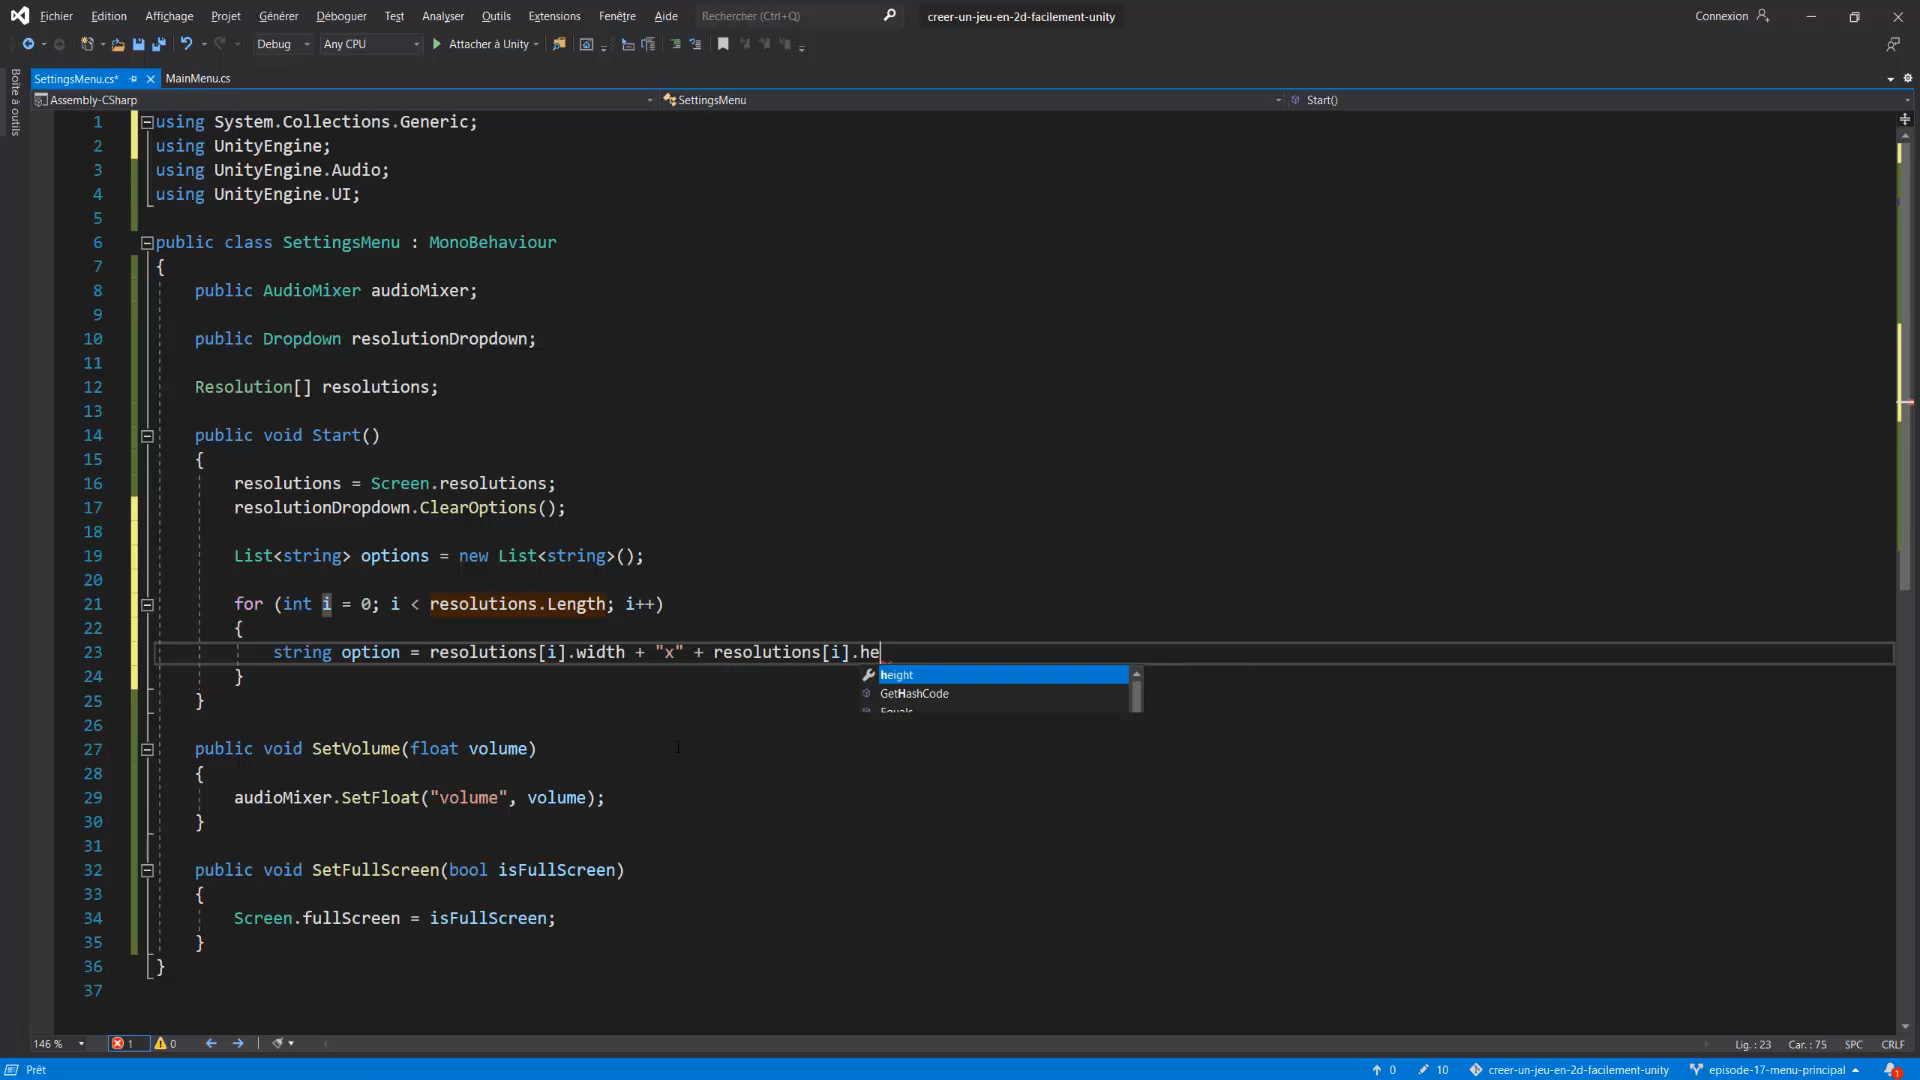 Fichier Edition Affichage Projet Générer Déboguer Test Analyser Outils Extensions Fenêtre Aide Rechercher (Ctrl+Q) creer-un-jeu-en-2d-facilement-unity Connexion
Debug Any CPU Attacher à Unity
Boîte à outils
SettingsMenu.cs* MainMenu.cs
Assembly-CSharp SettingsMenu Start()
1 using System.Collections.Generic;
2 using UnityEngine;
3 using UnityEngine.Audio;
4 using UnityEngine.UI;
5
6 public class SettingsMenu : MonoBehaviour
7 {
8 public AudioMixer audioMixer;
9
10 public Dropdown resolutionDropdown;
11
12 Resolution[] resolutions;
13
14 public void Start()
15 {
16 resolutions = Screen.resolutions;
17 resolutionDropdown.ClearOptions();
18
19 List<string> options = new List<string>();
20
21 for (int i = 0; i < resolutions.Length; i++)
22 {
23 string option = resolutions[i].width + "x" + resolutions[i].he
height
GetHashCode
Equals
24 }
25 }
26
27 public void SetVolume(float volume)
28 {
29 audioMixer.SetFloat("volume", volume);
30 }
31
32 public void SetFullScreen(bool isFullScreen)
33 {
34 Screen.fullScreen = isFullScreen;
35 }
36 }
37
146 % 1 0 Lig. : 23 Car. : 75 SPC CRLF
Prêt 0 10 creer-un-jeu-en-2d-facilement-unity episode-17-menu-principal 1